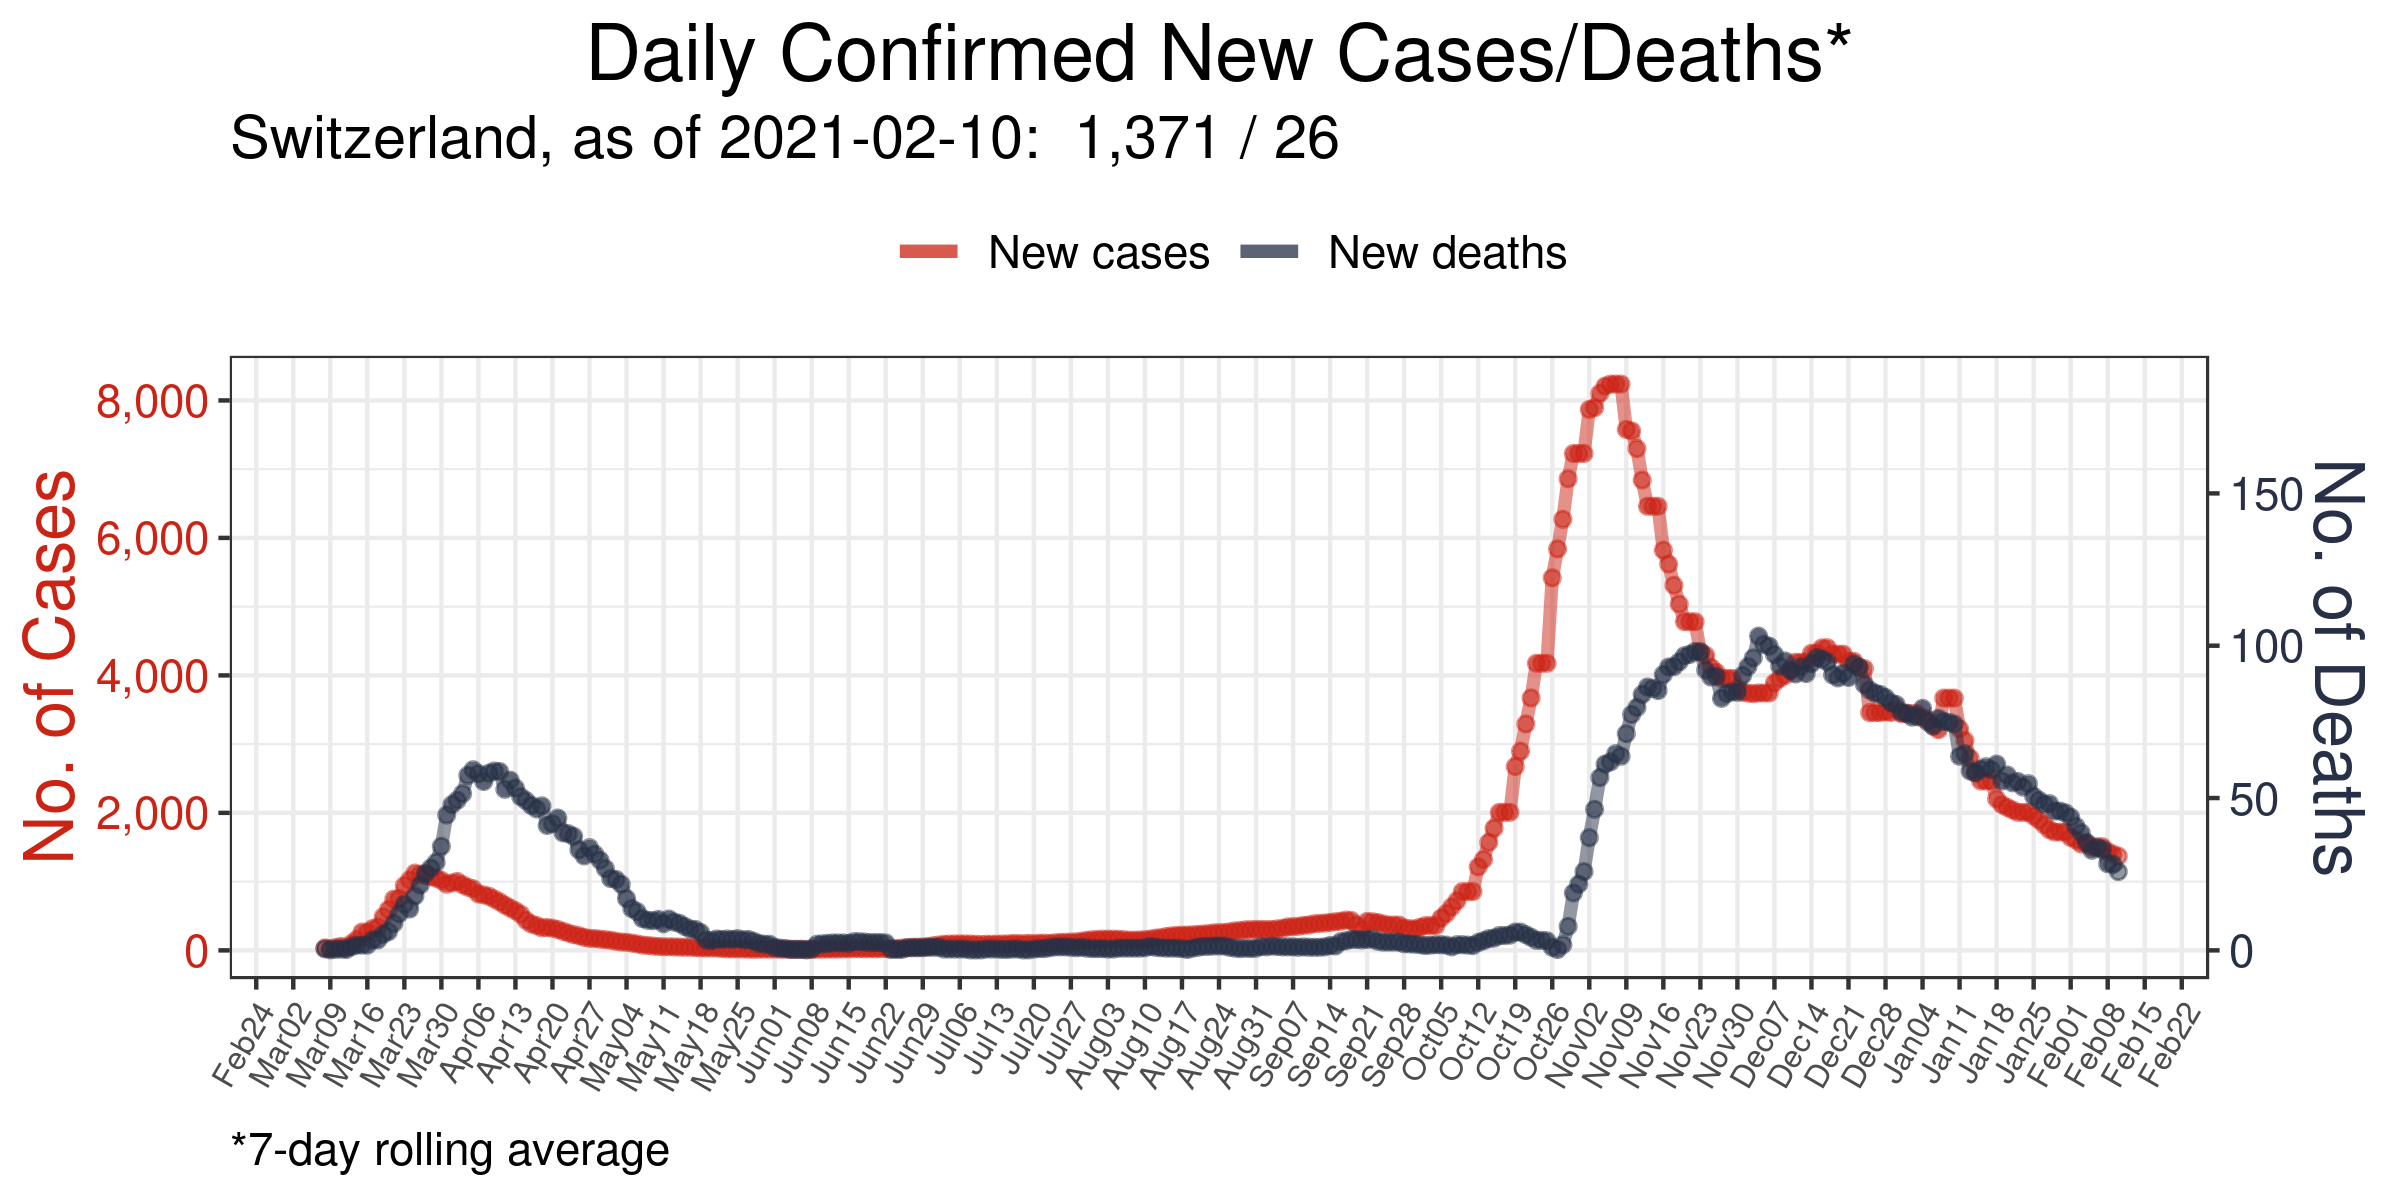 Daily Confirmed New Cases/Deaths*
Switzerland, as of 2021-02-10:  1,371 / 26
New cases
New deaths
No. of Cases
8,000
6,000
4,000
2,000
0
150
100
50
0
No. of Deaths
Feb24
Mar02
Mar09
Mar16
Mar23
Mar30
Apr06
Apr13
Apr20
Apr27
May04
May11
May18
May25
Jun01
Jun08
Jun15
Jun22
Jun29
Jul06
Jul13
Jul20
Jul27
Aug03
Aug10
Aug17
Aug24
Aug31
Sep07
Sep14
Sep21
Sep28
Oct05
Oct12
Oct19
Oct26
Nov02
Nov09
Nov16
Nov23
Nov30
Dec07
Dec14
Dec21
Dec28
Jan04
Jan11
Jan18
Jan25
Feb01
Feb08
Feb15
Feb22
*7-day rolling average